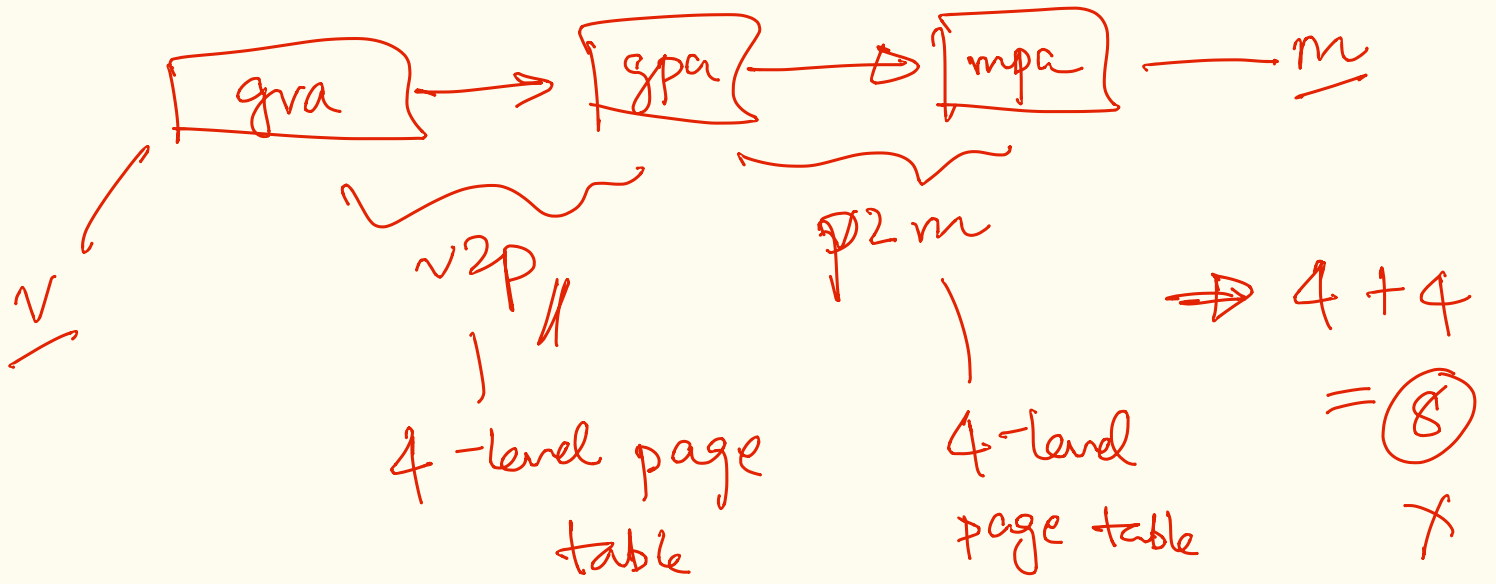 gva → gpa → mpa — m
v
v2p
p2m
4-level page table
4-level page table
⇒ 4 + 4
= 8
X